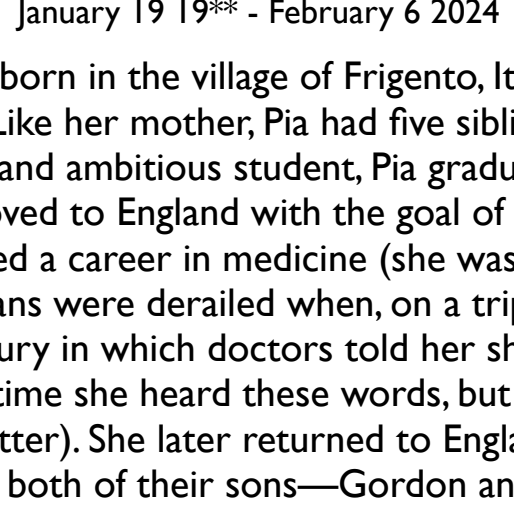 January 19 19** - February 6 2024
born in the village of Frigento, It
Like her mother, Pia had five sibli
and ambitious student, Pia gradu
oved to England with the goal of
ed a career in medicine (she was
ans were derailed when, on a trip
ury in which doctors told her sh
time she heard these words, but
tter). She later returned to Engla
both of their sons—Gordon an